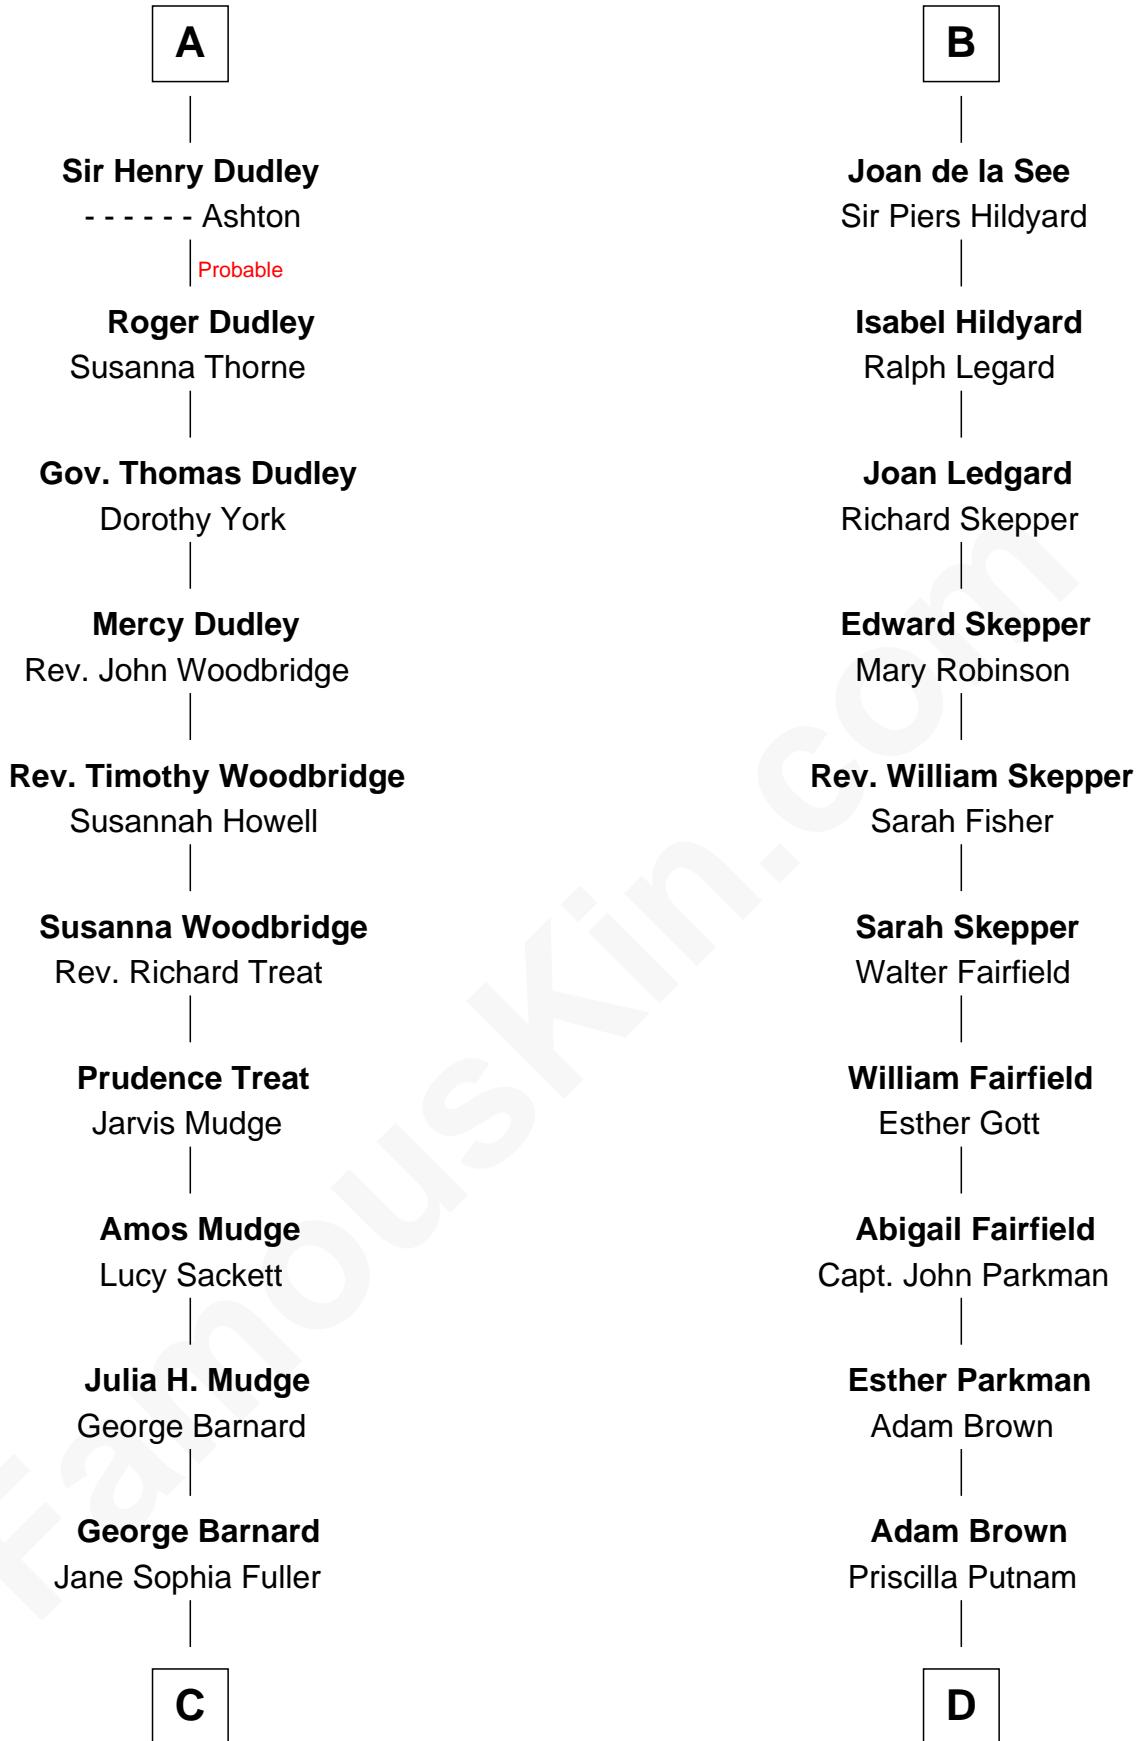 A
Sir Henry Dudley
- - - - - - Ashton
Probable
Roger Dudley
Susanna Thorne
Gov. Thomas Dudley
Dorothy York
Mercy Dudley
Rev. John Woodbridge
Rev. Timothy Woodbridge
Susannah Howell
Susanna Woodbridge
Rev. Richard Treat
Prudence Treat
Jarvis Mudge
Amos Mudge
Lucy Sackett
Julia H. Mudge
George Barnard
George Barnard
Jane Sophia Fuller
C
B
Joan de la See
Sir Piers Hildyard
Isabel Hildyard
Ralph Legard
Joan Ledgard
Richard Skepper
Edward Skepper
Mary Robinson
Rev. William Skepper
Sarah Fisher
Sarah Skepper
Walter Fairfield
William Fairfield
Esther Gott
Abigail Fairfield
Capt. John Parkman
Esther Parkman
Adam Brown
Adam Brown
Priscilla Putnam
D
FamousKin.com